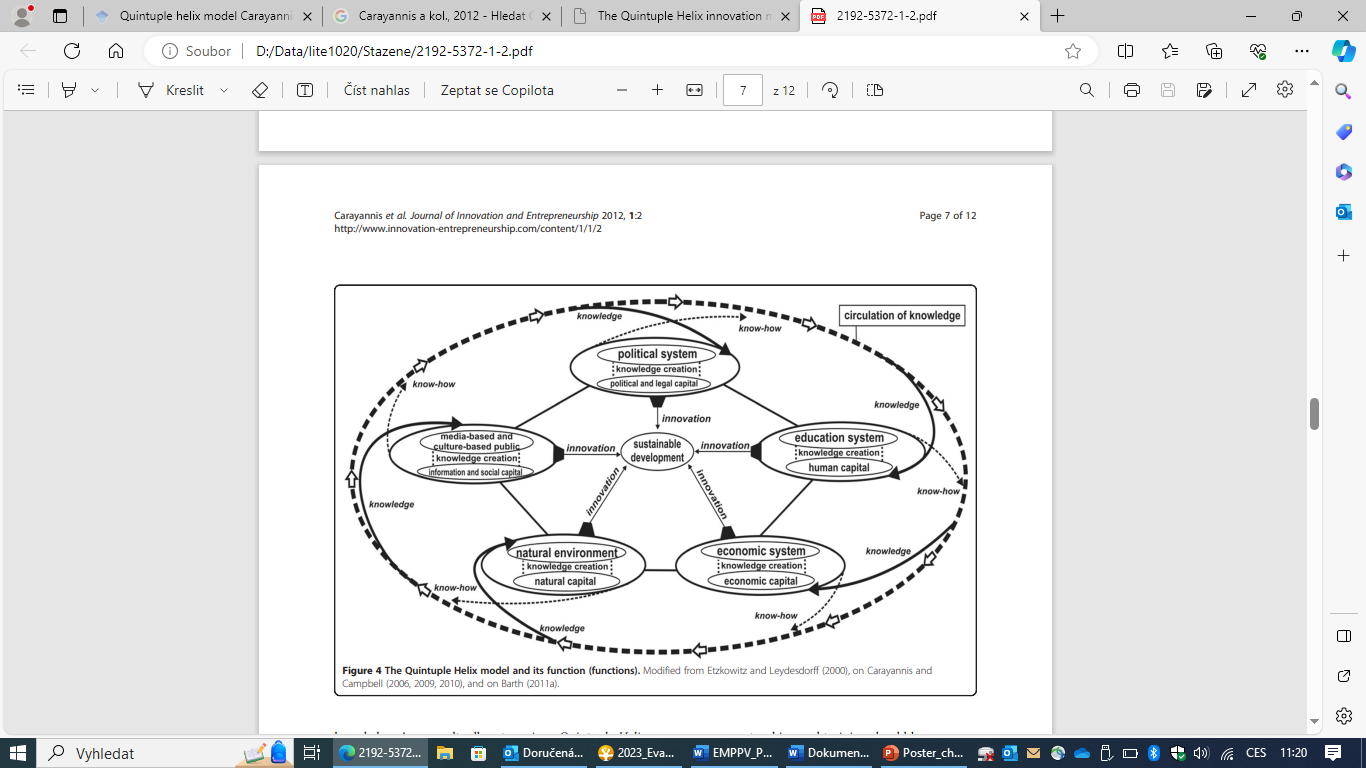 Quintuple helix model Carayanni
Carayannis a kol., 2012 - Hledat G
The Quintuple Helix innovation m
PDF
2192-5372-1-2.pdf
Soubor
D:/Data/lite1020/Stazene/2192-5372-1-2.pdf
Kreslit
Číst nahlas
Zeptat se Copilota
7
z 12
Carayannis et al. Journal of Innovation and Entrepreneurship 2012, 1:2
Page 7 of 12
http://www.innovation-entrepreneurship.com/content/1/1/2
circulation of knowledge
knowledge
know-how
political system
knowledge creation
political and legal capital
know-how
knowledge
innovation
media-based and
culture-based public
knowledge creation
information and social capital
innovation
sustainable
development
innovation
education system
knowledge creation
human capital
know-how
knowledge
innovation
innovation
natural environment
knowledge creation
natural capital
economic system
knowledge creation
economic capital
knowledge
know-how
know-how
knowledge
Figure 4 The Quintuple Helix model and its function (functions). Modified from Etzkowitz and Leydesdorff (2000), on Carayannis and
Campbell (2006, 2009, 2010), and on Barth (2011a).
Vyhledat
2192-5372...
Doručená...
2023_Eva...
EMPPV_P...
Dokumen...
Poster_ch...
CES
11:20